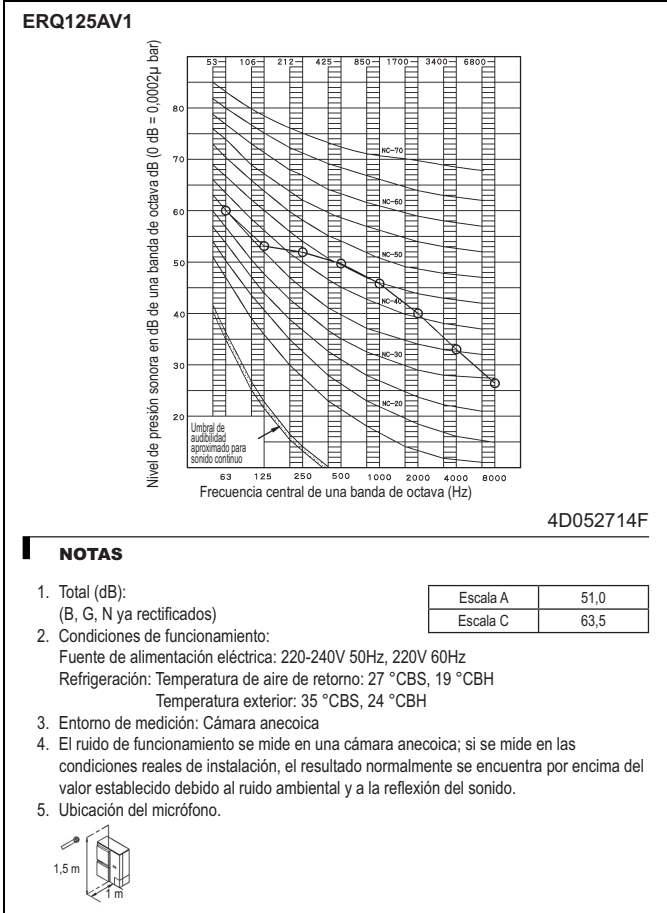 ERQ125AV1
Nivel de presión sonora en dB de una banda de octava dB (0 dB = 0,0002µ bar)
53 106 212 425 850 1700 3400 6800
80
70
60
50
40
30
20
NC-70
NC-60
NC-50
NC-40
NC-30
NC-20
Umbral de
audibilidad
aproximado para
sonido continuo
63 125 250 500 1000 2000 4000 8000
Frecuencia central de una banda de octava (Hz)
4D052714F
NOTAS
1. Total (dB):
(B, G, N ya rectificados)
Escala A 51,0
Escala C 63,5
2. Condiciones de funcionamiento:
Fuente de alimentación eléctrica: 220-240V 50Hz, 220V 60Hz
Refrigeración: Temperatura de aire de retorno: 27 °CBS, 19 °CBH
Temperatura exterior: 35 °CBS, 24 °CBH
3. Entorno de medición: Cámara anecoica
4. El ruido de funcionamiento se mide en una cámara anecoica; si se mide en las
condiciones reales de instalación, el resultado normalmente se encuentra por encima del
valor establecido debido al ruido ambiental y a la reflexión del sonido.
5. Ubicación del micrófono.
1,5 m
1 m